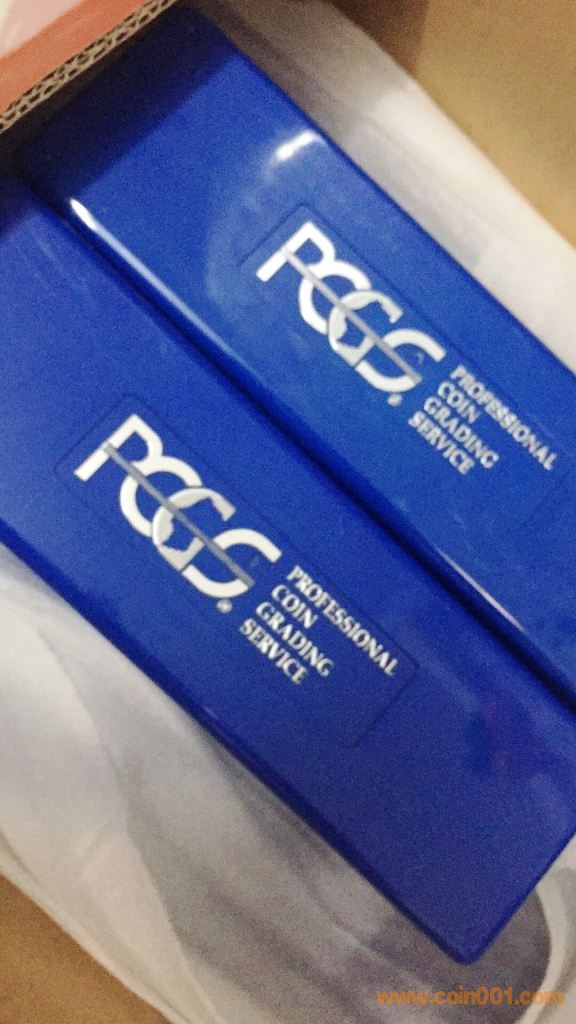 PCGS®
PROFESSIONAL
COIN
GRADING
SERVICE
PCGS®
PROFESSIONAL
COIN
GRADING
SERVICE
www.coin001.com